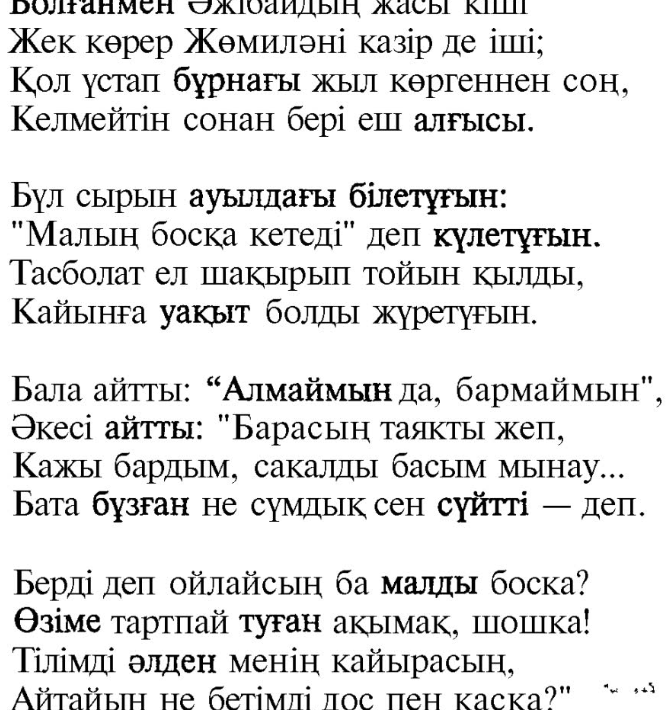 Болғанмен Әжібайдың жасы кіші
Жек көрер Жөмиләні казір де іші;
Қол үстап бұрнағы жыл көргеннен соң,
Келмейтін сонан бері еш алғысы.
Бүл сырын ауылдағы білетұғын:
"Малың босқа кетеді" деп күлетұғын.
Тасболат ел шақырып тойын қылды,
Кайынға уақыт болды жүретүғын.
Бала айтты: “Алмаймын да, бармаймын",
Әкесі айтты: "Барасың таякты жеп,
Кажы бардым, сакалды басым мынау...
Бата бұзған не сүмдық сен сүйтті — деп.
Берді деп ойлайсың ба малды боска?
Өзіме тартпай туған ақымақ, шошка!
Тілімді әлден менің кайырасың,
Айтайын не бетімді дос пен каска?"